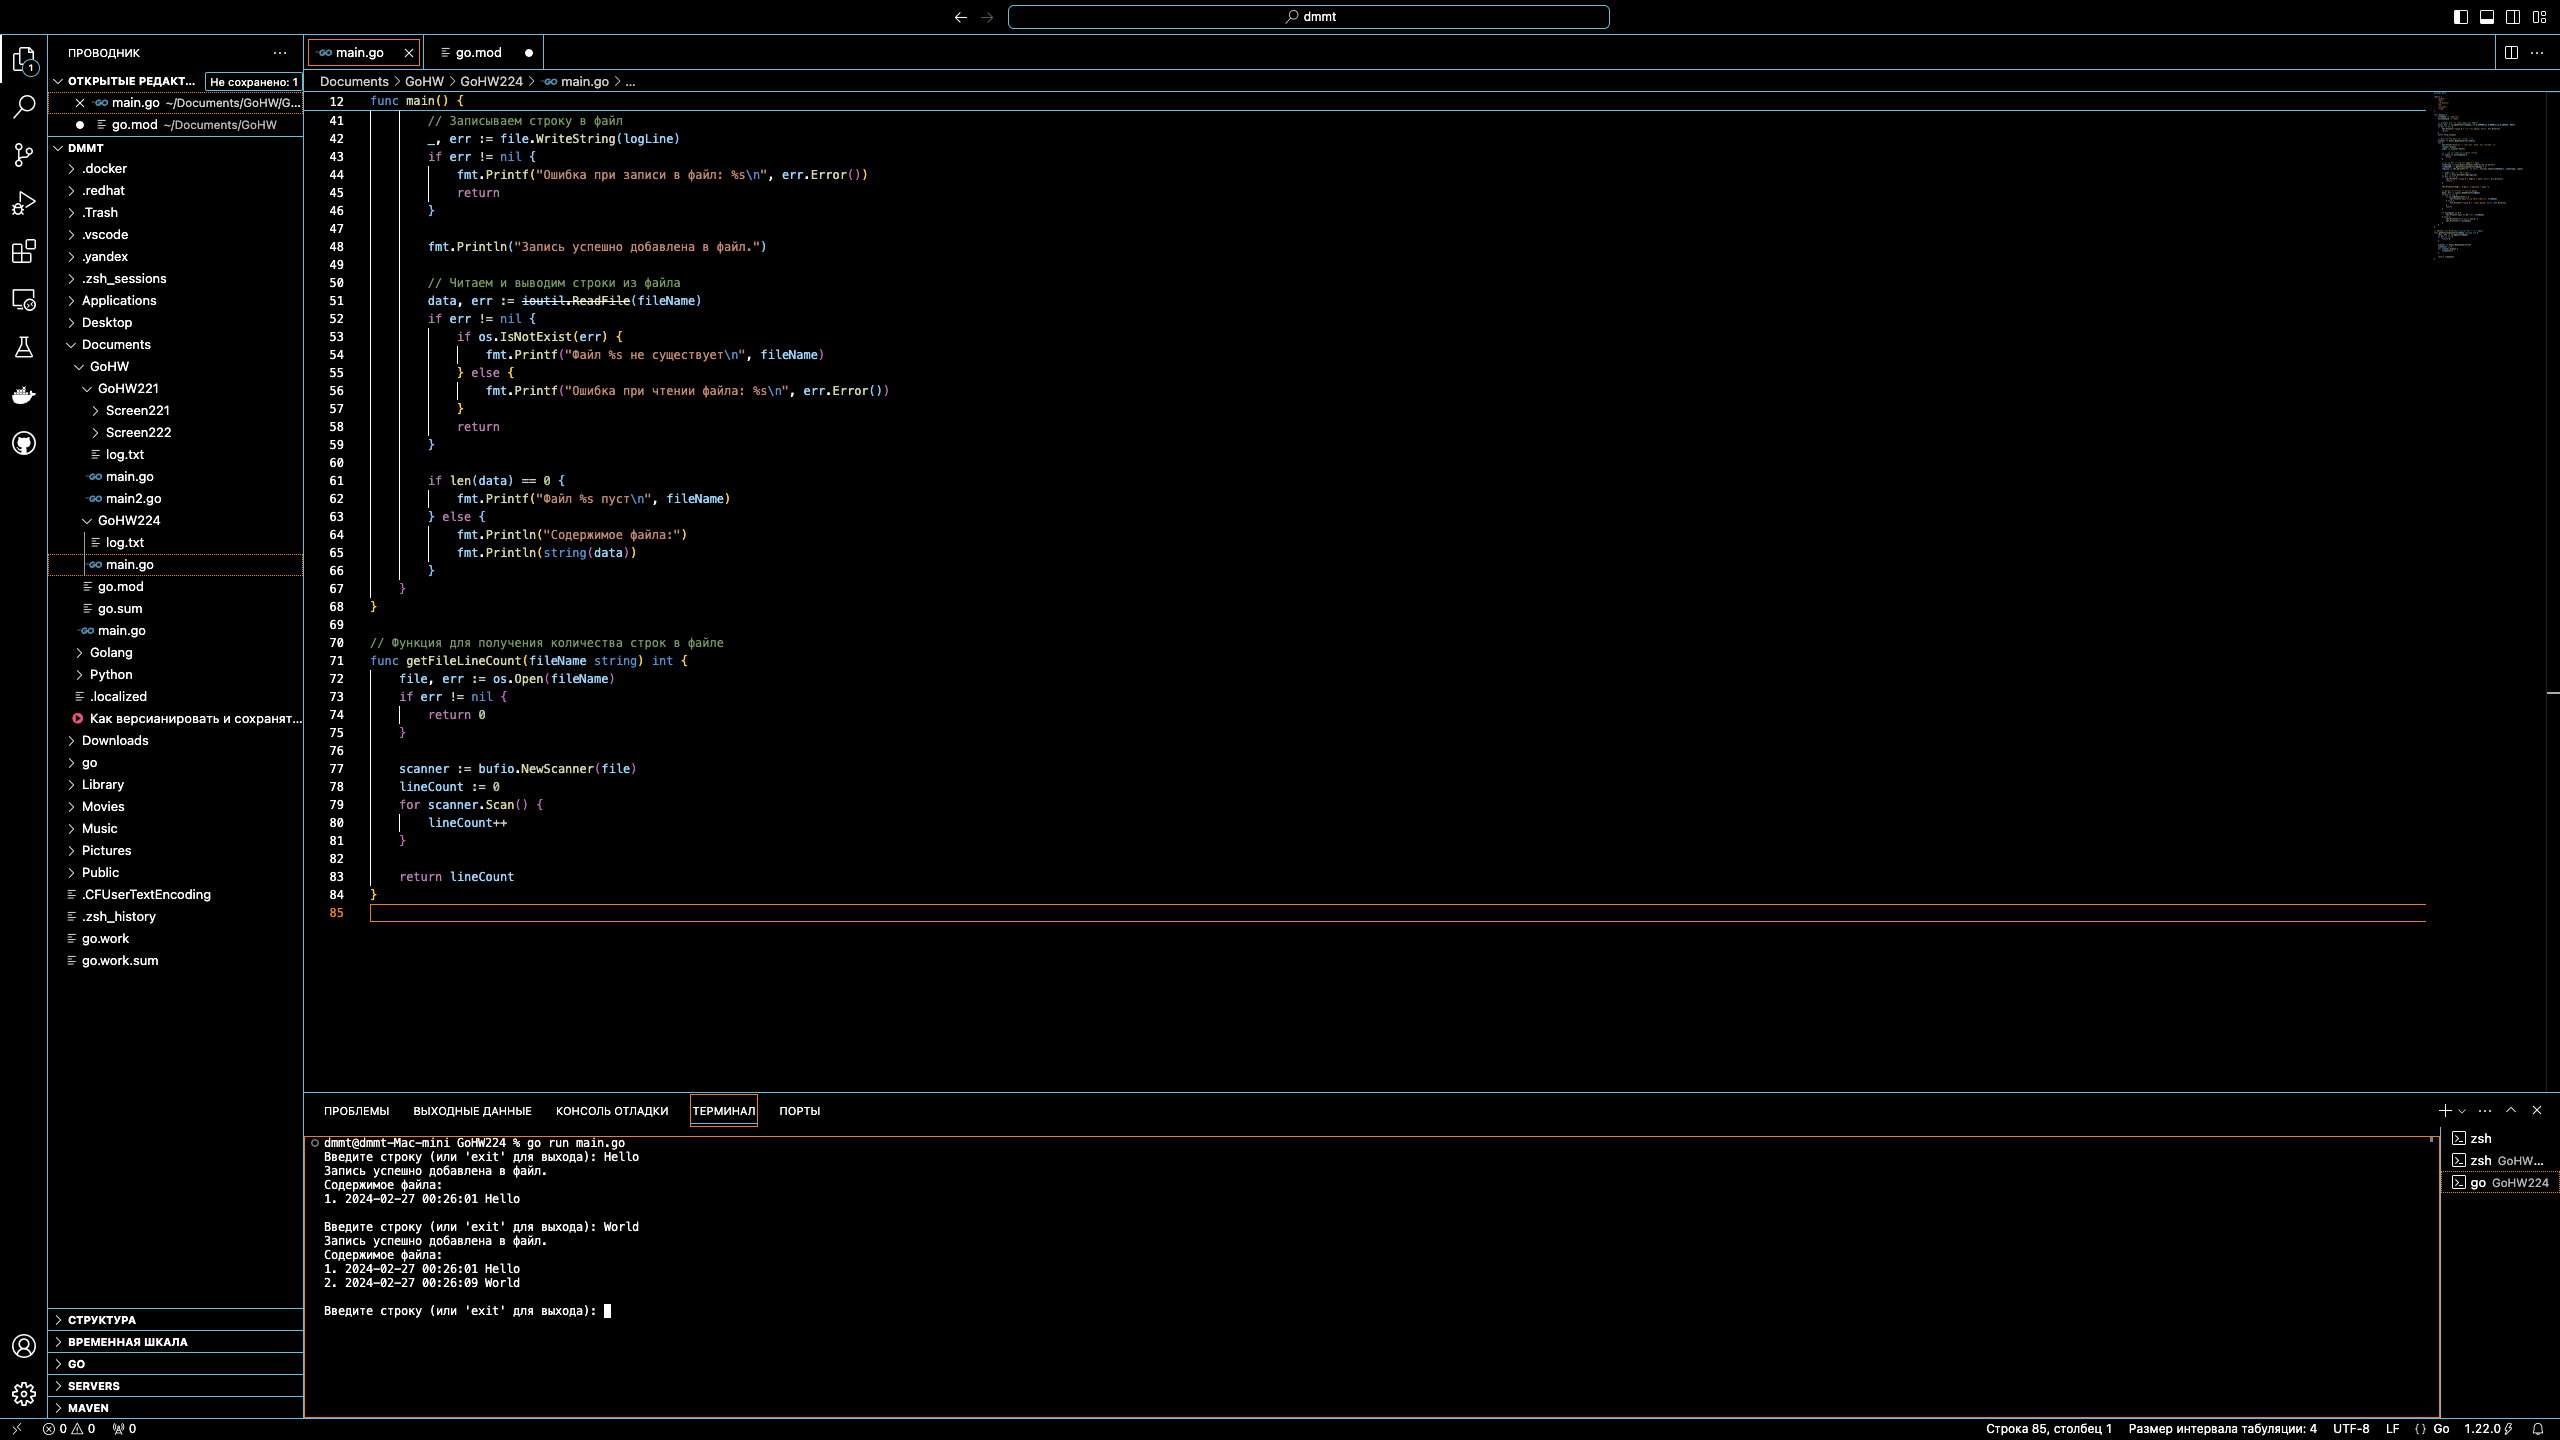 dmmt
ПРОВОДНИК
ОТКРЫТЫЕ РЕДАКТ... Не сохранено: 1
main.go ~/Documents/GoHW/G...
go.mod ~/Documents/GoHW
DMMT
.docker
.redhat
.Trash
.vscode
.yandex
.zsh_sessions
Applications
Desktop
Documents
GoHW
GoHW221
Screen221
Screen222
log.txt
main.go
main2.go
GoHW224
log.txt
main.go
go.mod
go.sum
main.go
Golang
Python
.localized
Как версианировать и сохранят...
Downloads
go
Library
Movies
Music
Pictures
Public
.CFUserTextEncoding
.zsh_history
go.work
go.work.sum
СТРУКТУРА
ВРЕМЕННАЯ ШКАЛА
GO
SERVERS
MAVEN
main.go go.mod
Documents > GoHW > GoHW224 > main.go > ...
12 func main() {
41 // Записываем строку в файл
42 _, err := file.WriteString(logLine)
43 if err != nil {
44 fmt.Printf("Ошибка при записи в файл: %s\n", err.Error())
45 return
46 }
47
48 fmt.Println("Запись успешно добавлена в файл.")
49
50 // Читаем и выводим строки из файла
51 data, err := ioutil.ReadFile(fileName)
52 if err != nil {
53 if os.IsNotExist(err) {
54 fmt.Printf("Файл %s не существует\n", fileName)
55 } else {
56 fmt.Printf("Ошибка при чтении файла: %s\n", err.Error())
57 }
58 return
59 }
60
61 if len(data) == 0 {
62 fmt.Printf("Файл %s пуст\n", fileName)
63 } else {
64 fmt.Println("Содержимое файла:")
65 fmt.Println(string(data))
66 }
67 }
68 }
69
70 // Функция для получения количества строк в файле
71 func getFileLineCount(fileName string) int {
72 file, err := os.Open(fileName)
73 if err != nil {
74 return 0
75 }
76
77 scanner := bufio.NewScanner(file)
78 lineCount := 0
79 for scanner.Scan() {
80 lineCount++
81 }
82
83 return lineCount
84 }
85
ПРОБЛЕМЫ ВЫХОДНЫЕ ДАННЫЕ КОНСОЛЬ ОТЛАДКИ ТЕРМИНАЛ ПОРТЫ
dmmt@dmmt-Mac-mini GoHW224 % go run main.go
Введите строку (или 'exit' для выхода): Hello
Запись успешно добавлена в файл.
Содержимое файла:
1. 2024-02-27 00:26:01 Hello
Введите строку (или 'exit' для выхода): World
Запись успешно добавлена в файл.
Содержимое файла:
1. 2024-02-27 00:26:01 Hello
2. 2024-02-27 00:26:09 World
Введите строку (или 'exit' для выхода):
zsh
zsh GoHW...
go GoHW224
0 0 0 Строка 85, столбец 1 Размер интервала табуляции: 4 UTF-8 LF {} Go 1.22.0